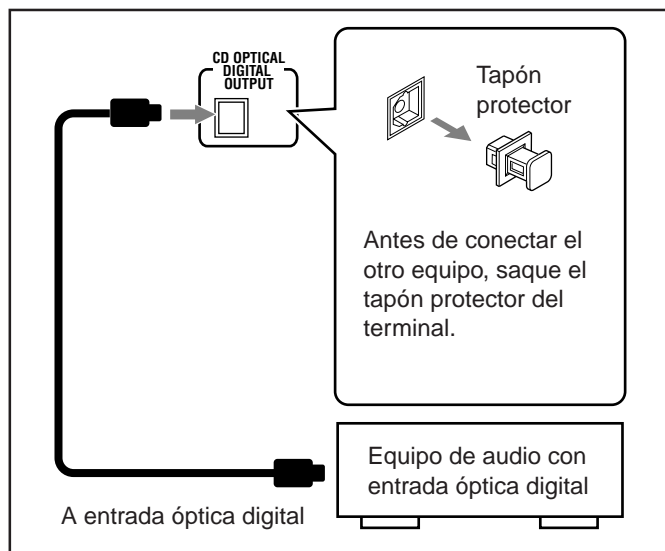 CD OPTICAL
DIGITAL
OUTPUT
Tapón
protector
Antes de conectar el
otro equipo, saque el
tapón protector del
terminal.
Equipo de audio con
entrada óptica digital
A entrada óptica digital